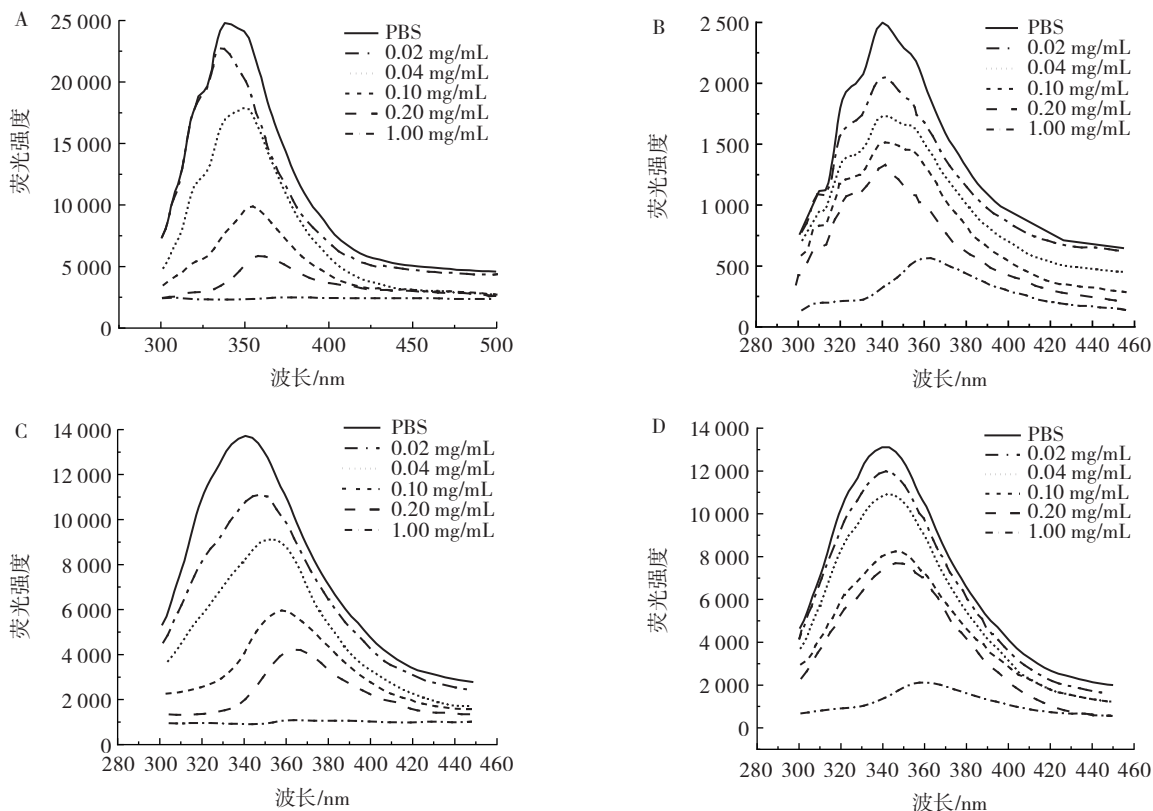 A
25 000
20 000
15 000
10 000
5 000
0
荧光强度
300 350 400 450 500
波长/nm
PBS
0.02 mg/mL
0.04 mg/mL
0.10 mg/mL
0.20 mg/mL
1.00 mg/mL
B
2 500
2 000
1 500
1 000
500
0
荧光强度
280 300 320 340 360 380 400 420 440 460
波长/nm
PBS
0.02 mg/mL
0.04 mg/mL
0.10 mg/mL
0.20 mg/mL
1.00 mg/mL
C
14 000
12 000
10 000
8 000
6 000
4 000
2 000
0
荧光强度
280 300 320 340 360 380 400 420 440 460
波长/nm
PBS
0.02 mg/mL
0.04 mg/mL
0.10 mg/mL
0.20 mg/mL
1.00 mg/mL
D
14 000
12 000
10 000
8 000
6 000
4 000
2 000
0
荧光强度
280 300 320 340 360 380 400 420 440 460
波长/nm
PBS
0.02 mg/mL
0.04 mg/mL
0.10 mg/mL
0.20 mg/mL
1.00 mg/mL